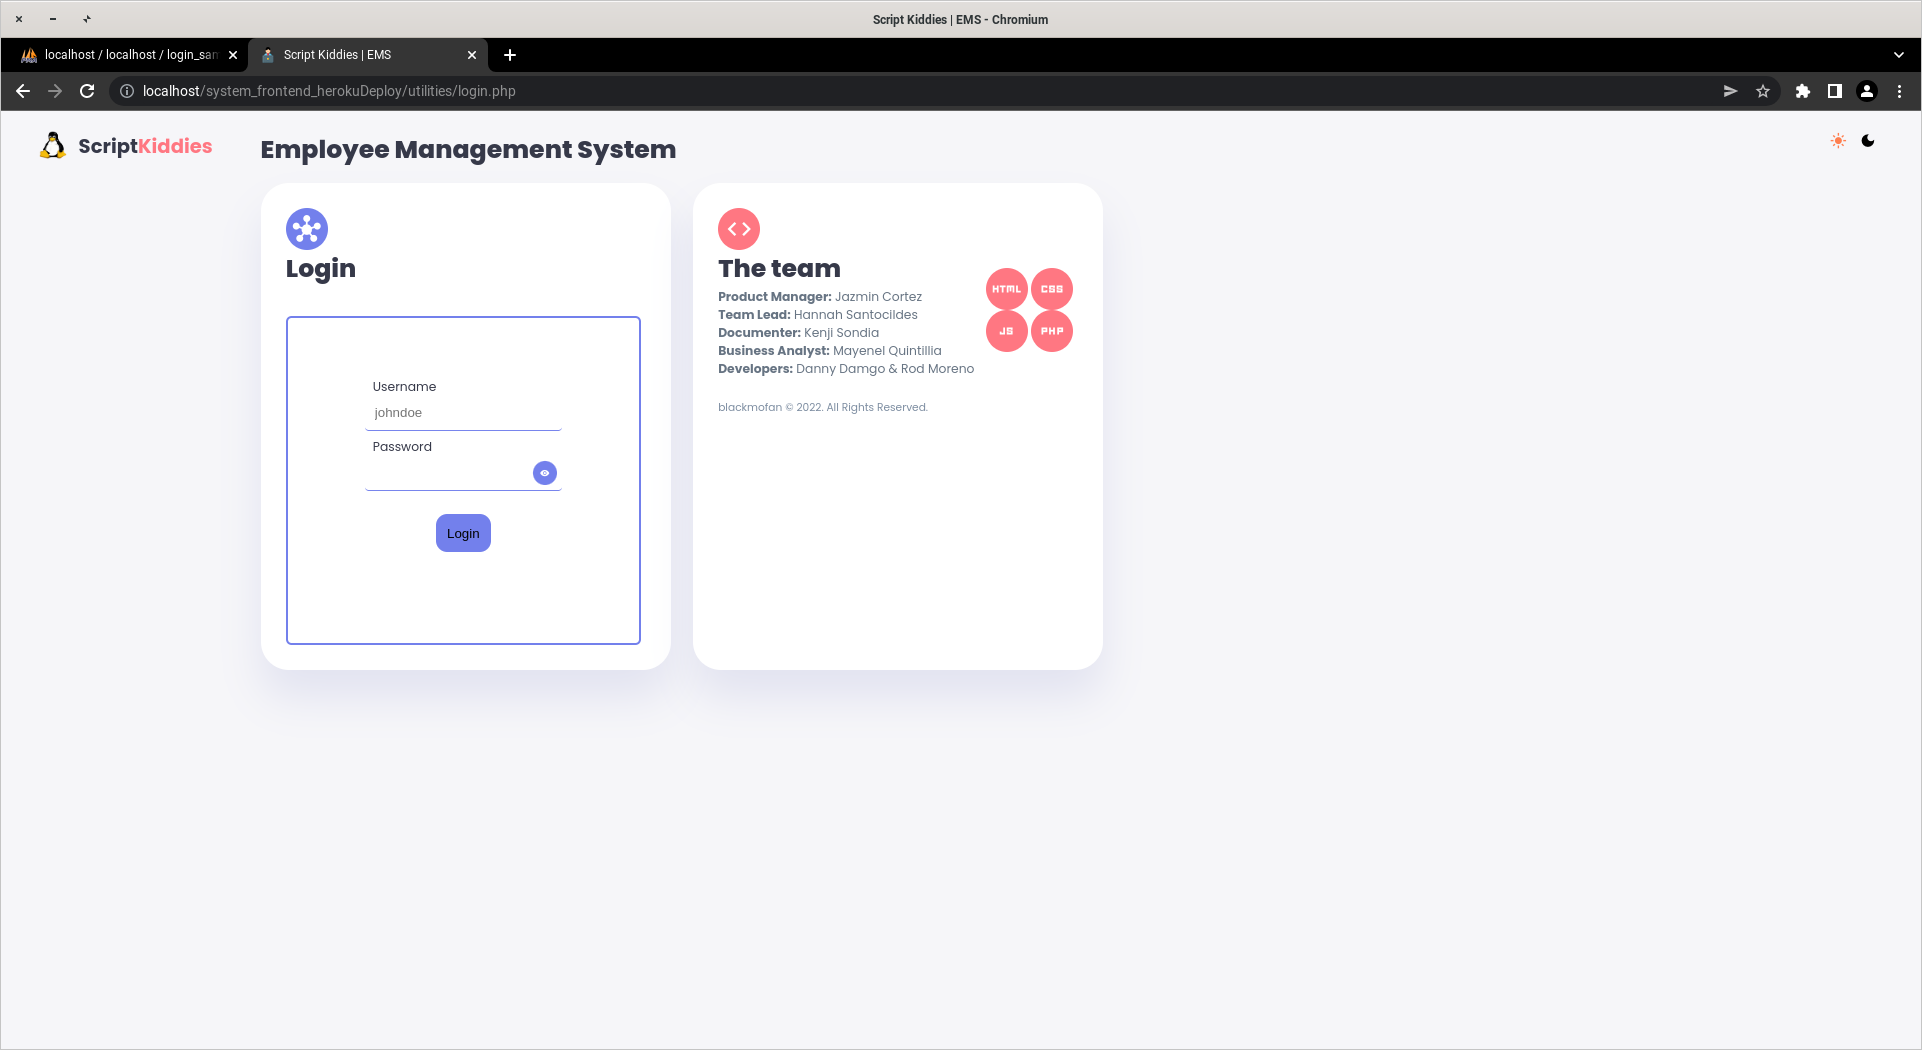 Script Kiddies | EMS - Chromium
localhost / localhost / login_sam
Script Kiddies | EMS
localhost/system_frontend_herokuDeploy/utilities/login.php
ScriptKiddies
Employee Management System
Login
Username
johndoe
Password
Login
The team
Product Manager: Jazmin Cortez
Team Lead: Hannah Santocildes
Documenter: Kenji Sondia
Business Analyst: Mayenel Quintillia
Developers: Danny Damgo & Rod Moreno
HTML CSS
JS PHP
blackmofan © 2022. All Rights Reserved.